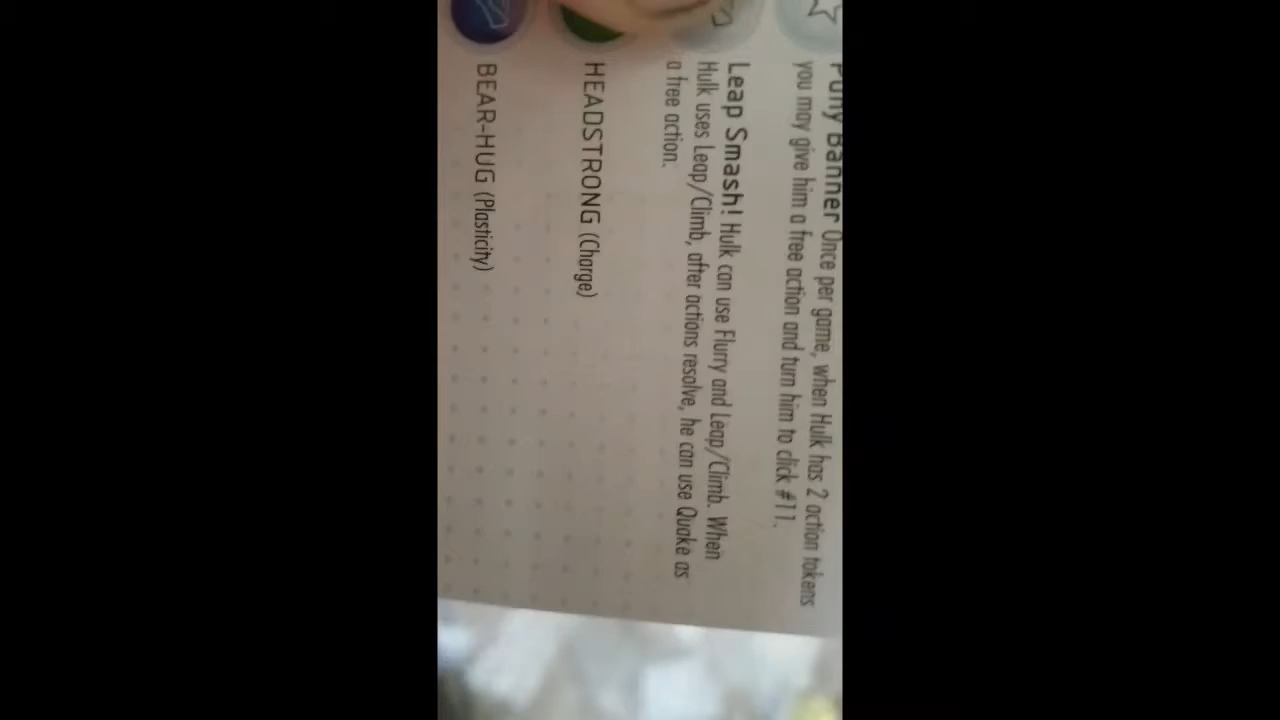 Puny Banner Once per game, when Hulk has 2 action tokens
you may give him a free action and turn him to click #11.
Leap Smash! Hulk can use Flurry and Leap/Climb. When
Hulk uses Leap/Climb, after actions resolve, he can use Quake as
a free action.
HEADSTRONG (Charge)
BEAR-HUG (Plasticity)